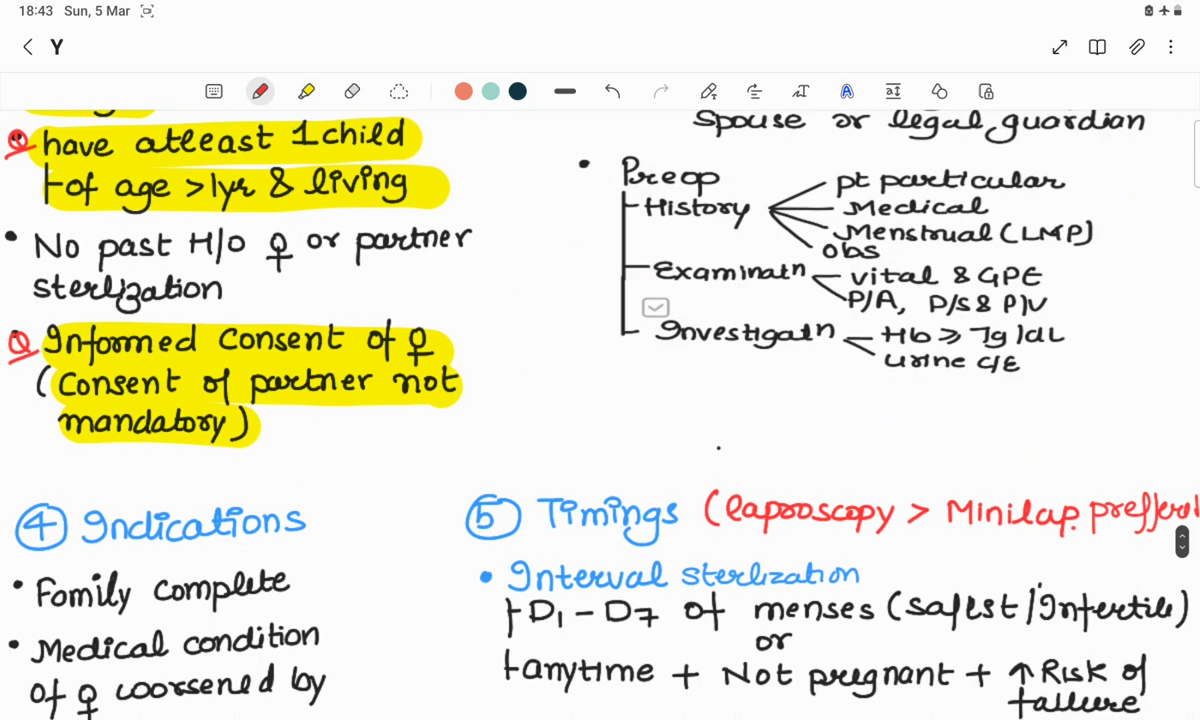 18:43 Sun, 5 Mar
Y
have atleast 1 child
of age >1yr & living
• No past H/O ♀ or partner
sterlization
Q Informed Consent of ♀
(Consent of partner not
mandatory)
④ Indications
• Family complete
• Medical condition
of ♀ woorsened by
Spouse or legal guardian
• Preop
History
pt particular
Medical
Menstrual (LMP)
Obs
Examinatn
vital & GPE
P/A, P/S & P/V
Investigatn
Hb ≥ 7g/dL
urine C/E
⑤ Timings (laproscopy > Minilap prefferd
• Interval sterlization
D1 - D7 of menses (Safest/Infertile)
or
anytime + Not pregnant + ↑ Risk of
failure